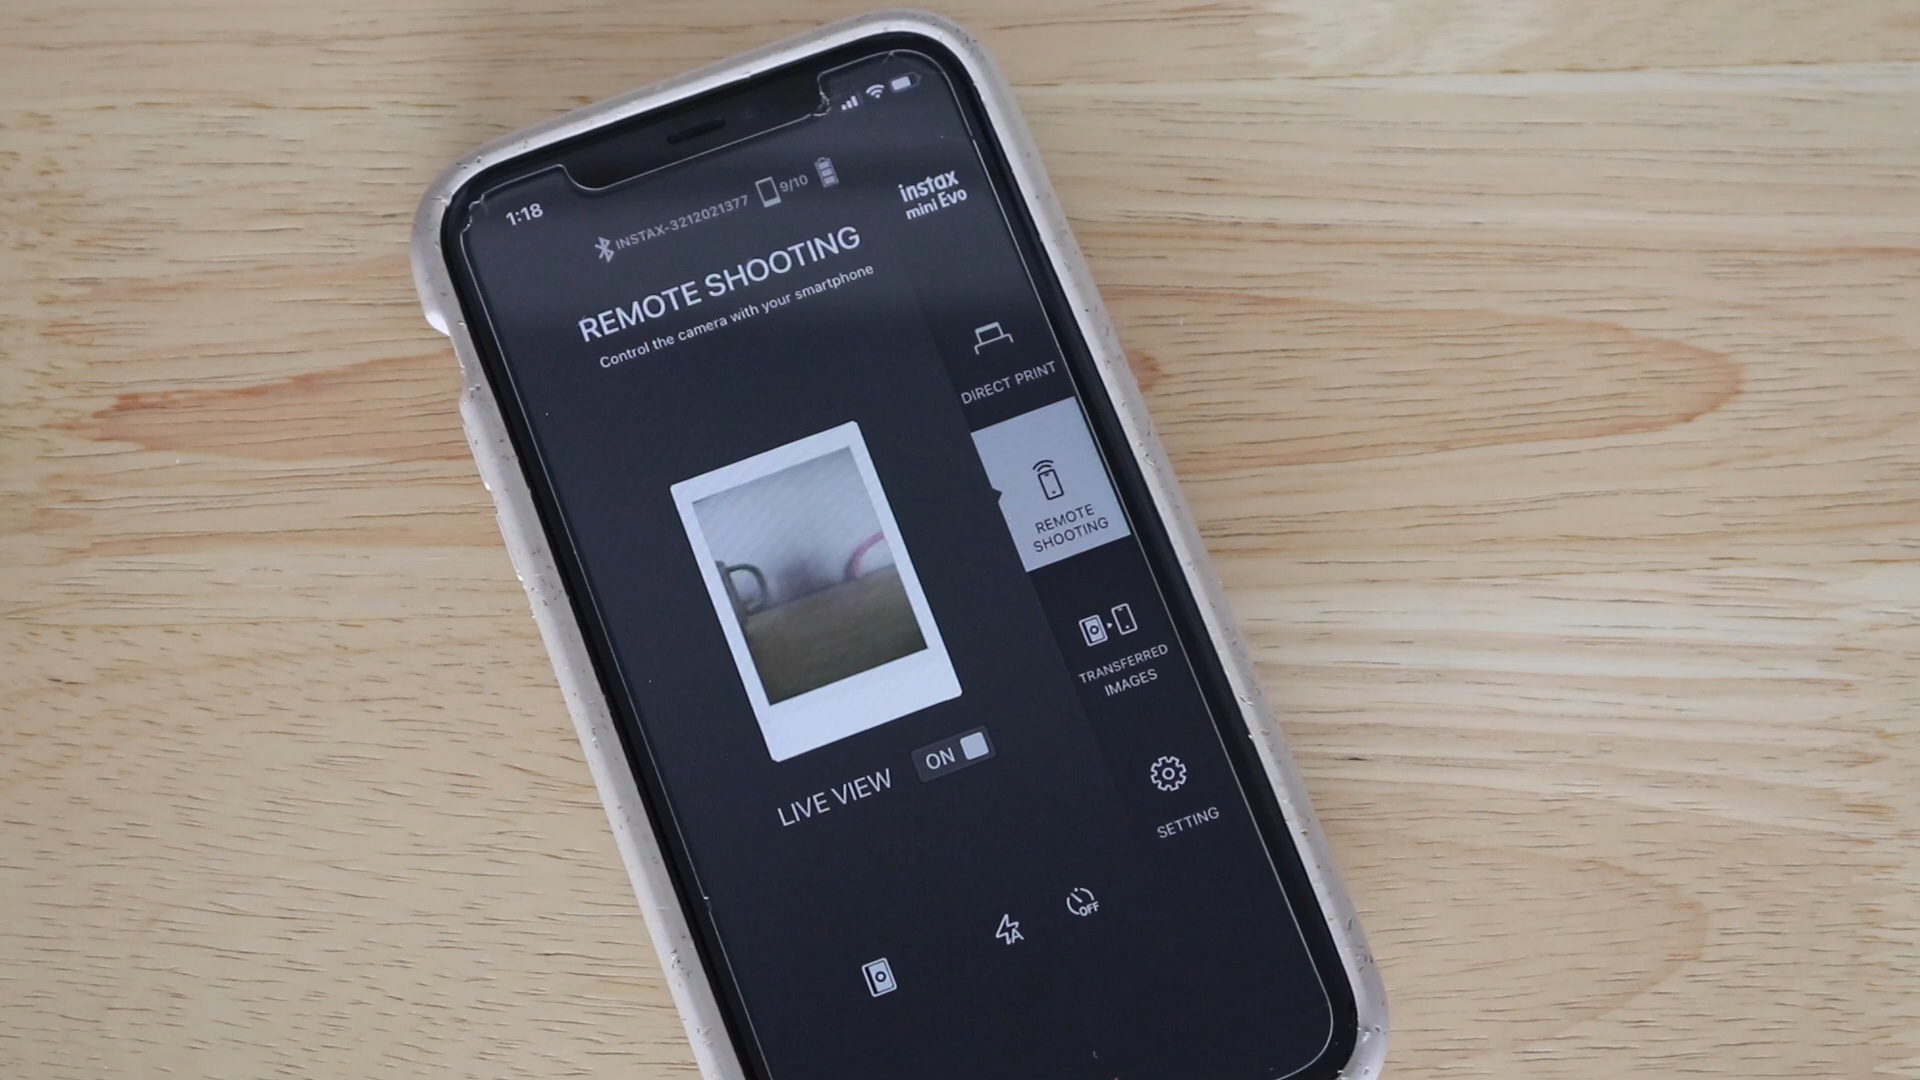 1:18
INSTAX-3212021377 9/10
instax
mini Evo
REMOTE SHOOTING
Control the camera with your smartphone
DIRECT PRINT
REMOTE
SHOOTING
TRANSFERRED
IMAGES
SETTING
LIVE VIEW ON
A
OFF